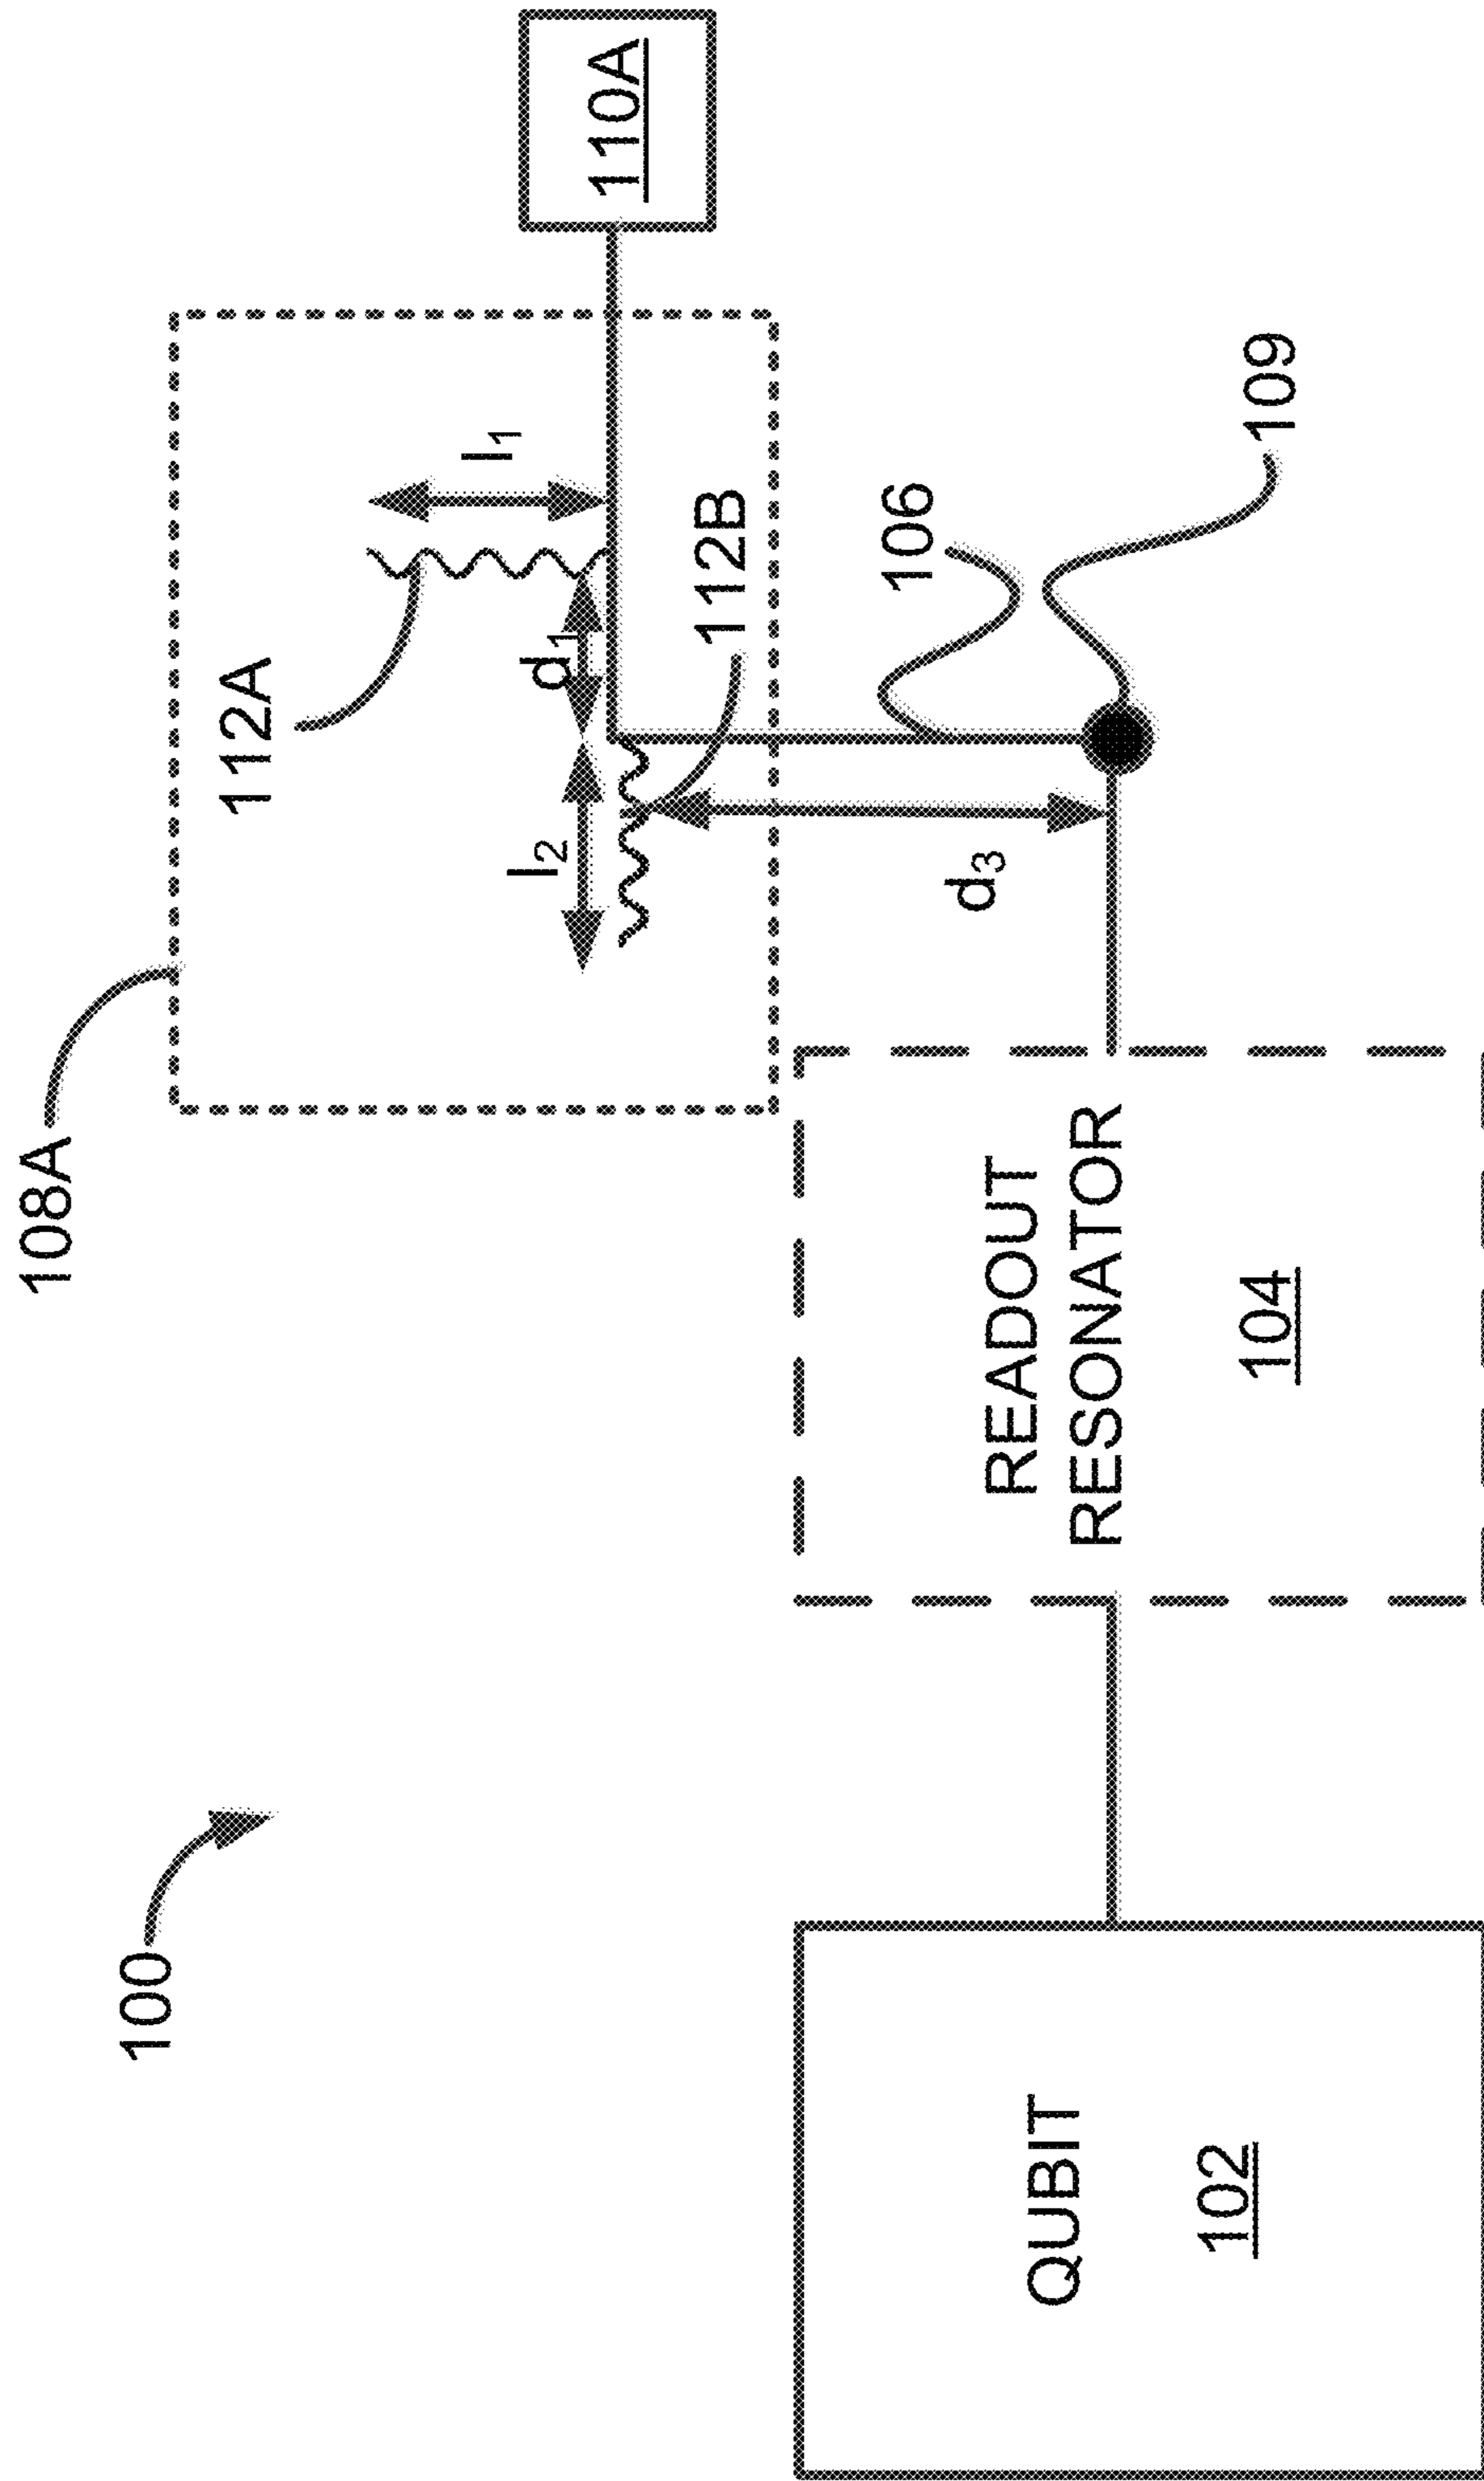 100
108A
112A
l1
l2
d1
112B
110A
d3
106
109
QUBIT
102
READOUT
RESONATOR
104